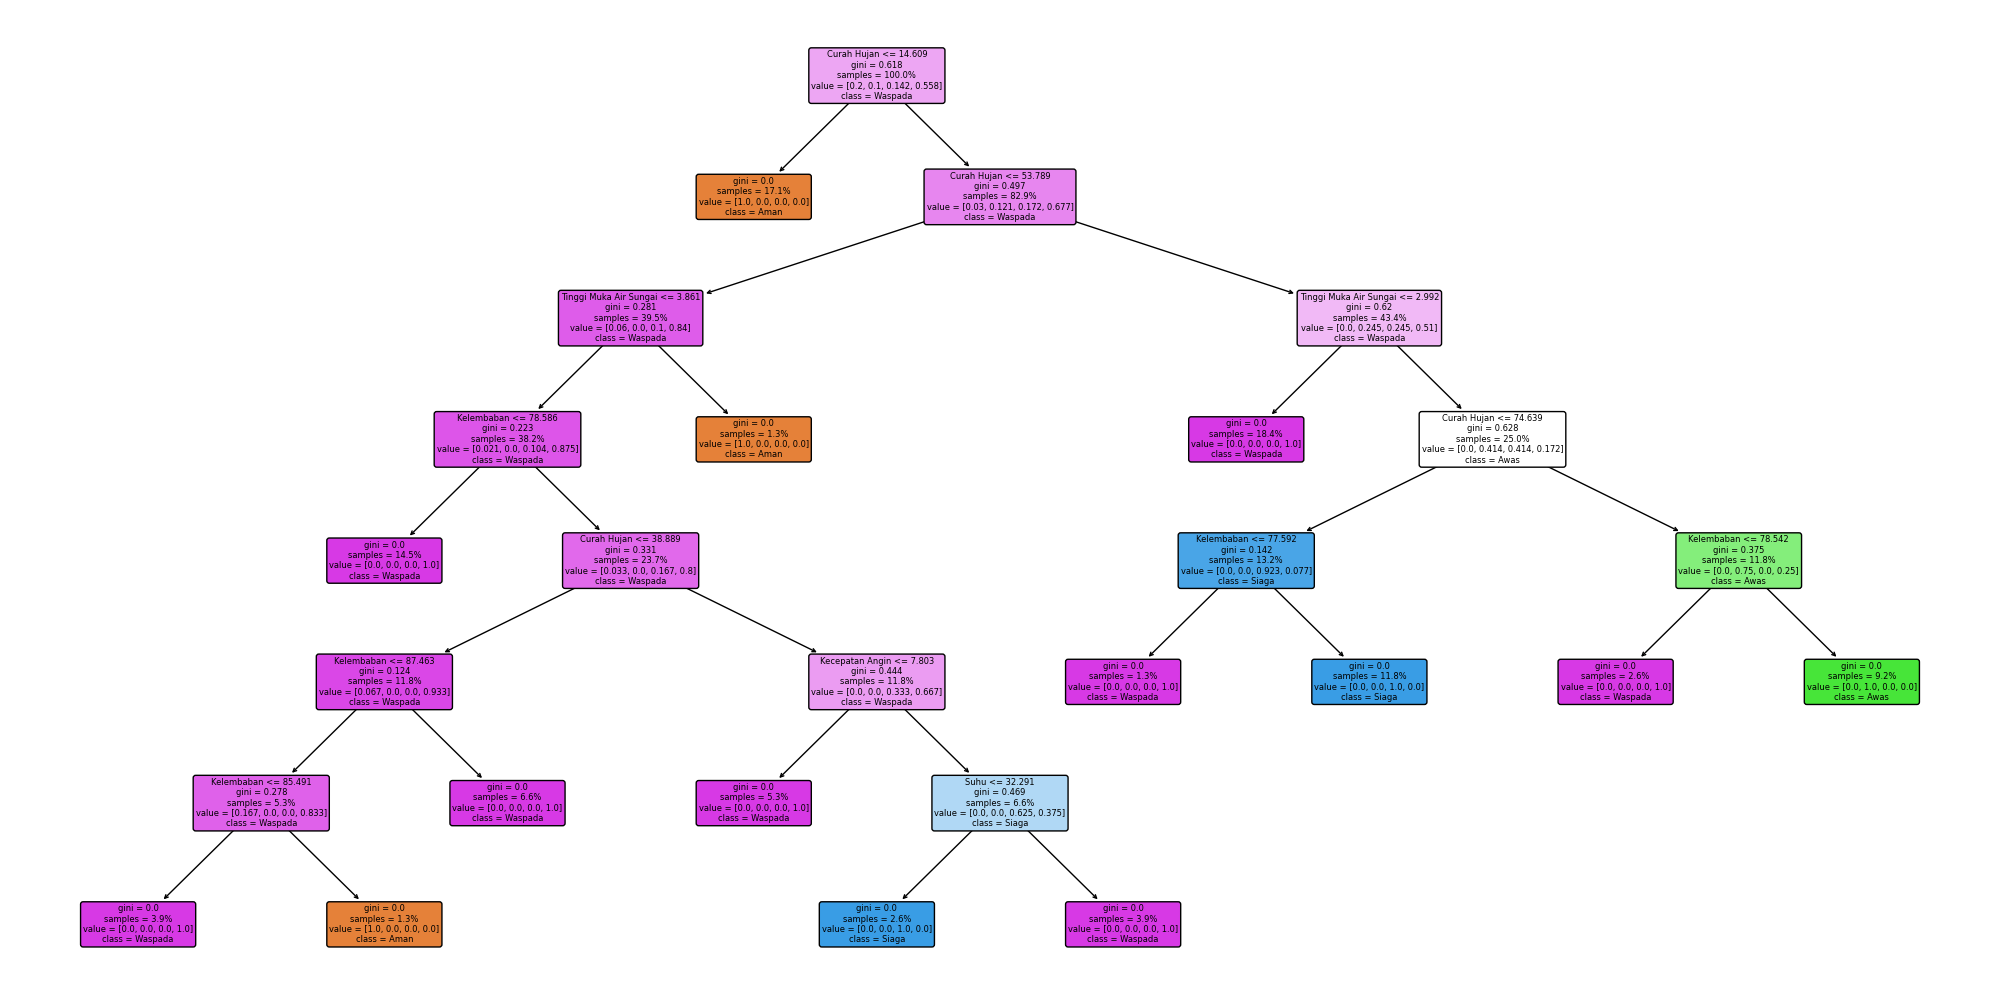 Curah Hujan <= 14.609
gini = 0.618
samples = 100.0%
value = [0.2, 0.1, 0.142, 0.558]
class = Waspada
gini = 0.0
samples = 17.1%
value = [1.0, 0.0, 0.0, 0.0]
class = Aman
Curah Hujan <= 53.789
gini = 0.497
samples = 82.9%
value = [0.03, 0.121, 0.172, 0.677]
class = Waspada
Tinggi Muka Air Sungai <= 3.861
gini = 0.281
samples = 39.5%
value = [0.06, 0.0, 0.1, 0.84]
class = Waspada
Tinggi Muka Air Sungai <= 2.992
gini = 0.62
samples = 43.4%
value = [0.0, 0.245, 0.245, 0.51]
class = Waspada
Kelembaban <= 78.586
gini = 0.223
samples = 38.2%
value = [0.021, 0.0, 0.104, 0.875]
class = Waspada
gini = 0.0
samples = 1.3%
value = [1.0, 0.0, 0.0, 0.0]
class = Aman
gini = 0.0
samples = 18.4%
value = [0.0, 0.0, 0.0, 1.0]
class = Waspada
Curah Hujan <= 74.639
gini = 0.628
samples = 25.0%
value = [0.0, 0.414, 0.414, 0.172]
class = Awas
gini = 0.0
samples = 14.5%
value = [0.0, 0.0, 0.0, 1.0]
class = Waspada
Curah Hujan <= 38.889
gini = 0.331
samples = 23.7%
value = [0.033, 0.0, 0.167, 0.8]
class = Waspada
Kelembaban <= 77.592
gini = 0.142
samples = 13.2%
value = [0.0, 0.0, 0.923, 0.077]
class = Siaga
Kelembaban <= 78.542
gini = 0.375
samples = 11.8%
value = [0.0, 0.75, 0.0, 0.25]
class = Awas
Kelembaban <= 87.463
gini = 0.124
samples = 11.8%
value = [0.067, 0.0, 0.0, 0.933]
class = Waspada
Kecepatan Angin <= 7.803
gini = 0.444
samples = 11.8%
value = [0.0, 0.0, 0.333, 0.667]
class = Waspada
gini = 0.0
samples = 1.3%
value = [0.0, 0.0, 0.0, 1.0]
class = Waspada
gini = 0.0
samples = 11.8%
value = [0.0, 0.0, 1.0, 0.0]
class = Siaga
gini = 0.0
samples = 2.6%
value = [0.0, 0.0, 0.0, 1.0]
class = Waspada
gini = 0.0
samples = 9.2%
value = [0.0, 1.0, 0.0, 0.0]
class = Awas
Kelembaban <= 85.491
gini = 0.278
samples = 5.3%
value = [0.167, 0.0, 0.0, 0.833]
class = Waspada
gini = 0.0
samples = 6.6%
value = [0.0, 0.0, 0.0, 1.0]
class = Waspada
gini = 0.0
samples = 5.3%
value = [0.0, 0.0, 0.0, 1.0]
class = Waspada
Suhu <= 32.291
gini = 0.469
samples = 6.6%
value = [0.0, 0.0, 0.625, 0.375]
class = Siaga
gini = 0.0
samples = 3.9%
value = [0.0, 0.0, 0.0, 1.0]
class = Waspada
gini = 0.0
samples = 1.3%
value = [1.0, 0.0, 0.0, 0.0]
class = Aman
gini = 0.0
samples = 2.6%
value = [0.0, 0.0, 1.0, 0.0]
class = Siaga
gini = 0.0
samples = 3.9%
value = [0.0, 0.0, 0.0, 1.0]
class = Waspada